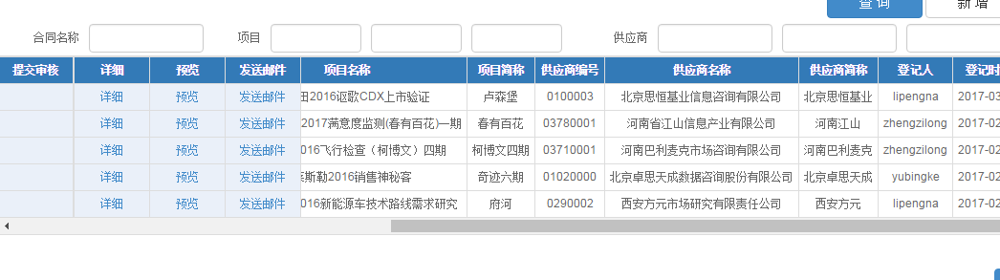 查 询 新 增
合同名称 项目 供应商
提交审核 详细 预览 发送邮件 项目名称 项目简称 供应商编号 供应商名称 供应商简称 登记人 登记时
详细 预览 发送邮件 2016讴歌CDX上市验证 卢森堡 0100003 北京思恒基业信息咨询有限公司 北京思恒基业 lipengna 2017-03
详细 预览 发送邮件 2017满意度监测(春有百花)一期 春有百花 03780001 河南省江山信息产业有限公司 河南江山 zhengzilong 2017-02
详细 预览 发送邮件 016飞行检查（柯博文）四期 柯博文四期 03710001 河南巴利麦克市场咨询有限公司 河南巴利麦克 zhengzilong 2017-02
详细 预览 发送邮件 斯勒2016销售神秘客 奇迹六期 01020000 北京卓思天成数据咨询股份有限公司 北京卓思天成 yubingke 2017-02
详细 预览 发送邮件 016新能源车技术路线需求研究 府河 0290002 西安方元市场研究有限责任公司 西安方元 lipengna 2017-02